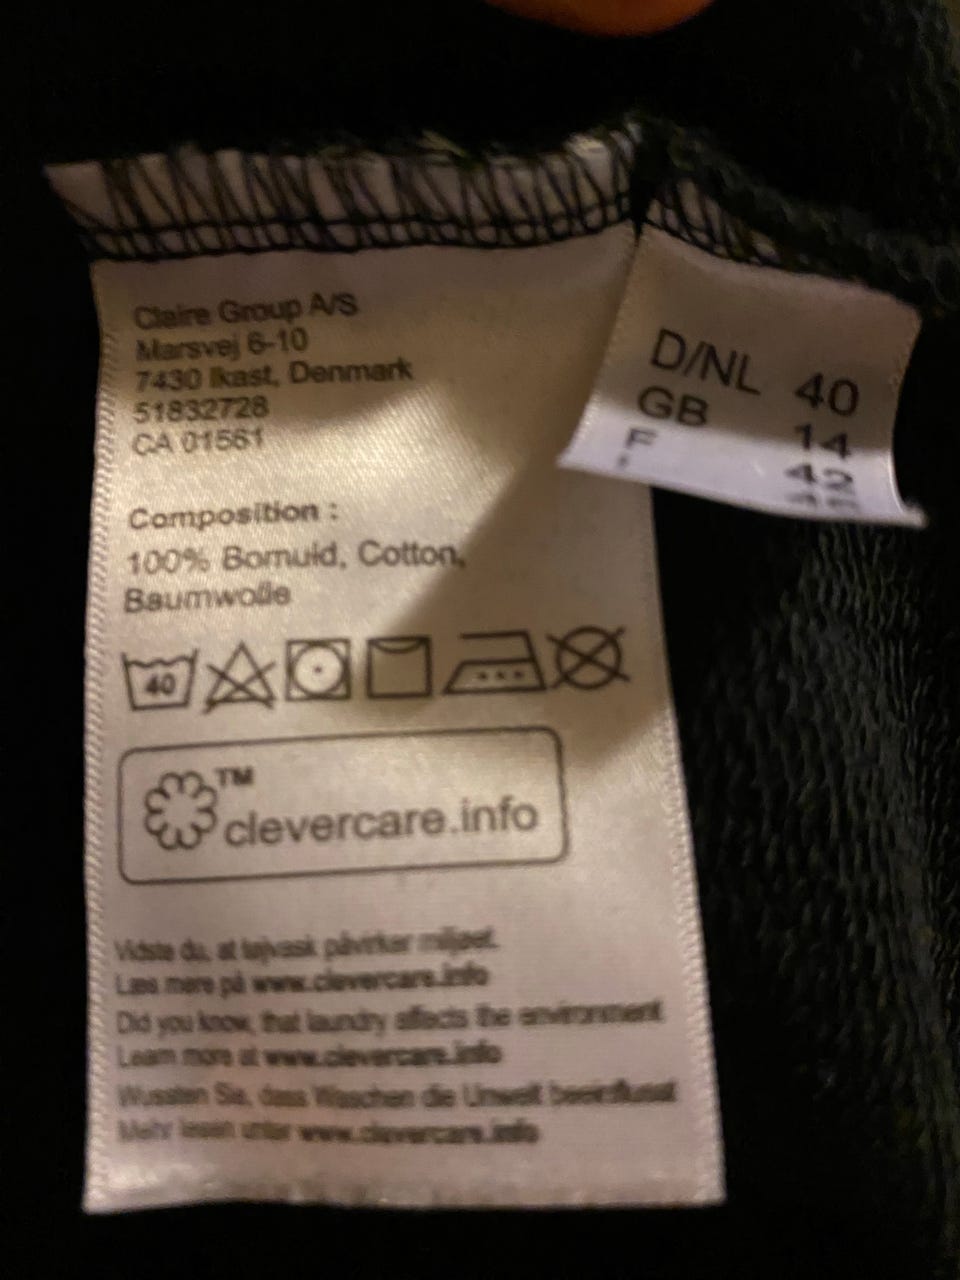 Claire Group A/S
Marsvej 6-10
7430 Ikast, Denmark
51832728
CA 01561
Composition :
100% Bomuld, Cotton,
Baumwolle
40
TM
clevercare.info
Vidste du, at tøjvask påvirker miljøet.
Læs mere på www.clevercare.info
Did you know, that laundry affects the environment
Learn more at www.clevercare.info
Wussten Sie, dass Waschen die Umwelt beeinflusst
Mehr lesen unter www.clevercare.info
D/NL 40
GB 14
F 42